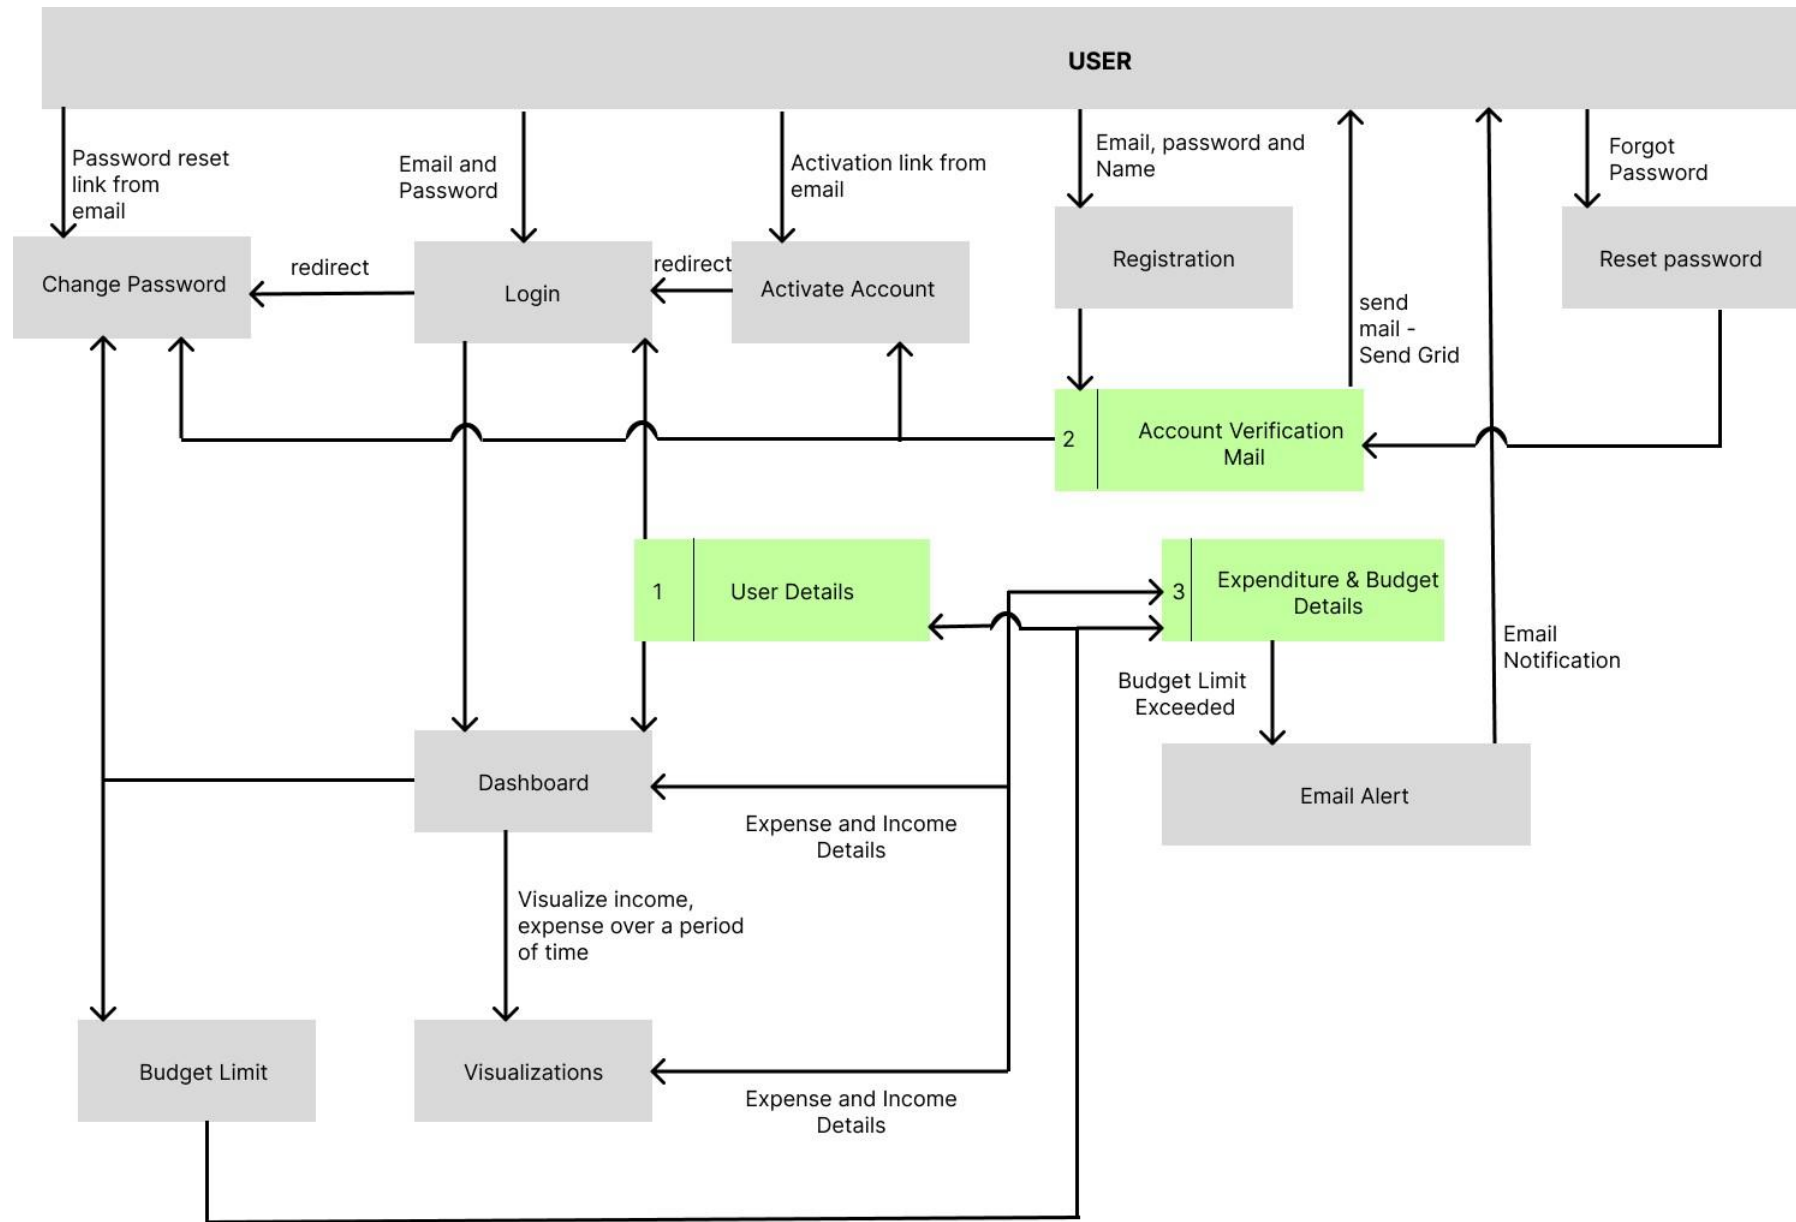 USER
Password reset
link from
email
Email and
Password
Activation link from
email
Email, password and
Name
Forgot
Password
Change Password
redirect
Login
redirect
Activate Account
Registration
Reset password
send
mail -
Send Grid
2
Account Verification
Mail
1
User Details
3
Expenditure & Budget
Details
Budget Limit
Exceeded
Email
Notification
Dashboard
Expense and Income
Details
Email Alert
Visualize income,
expense over a period
of time
Budget Limit
Visualizations
Expense and Income
Details